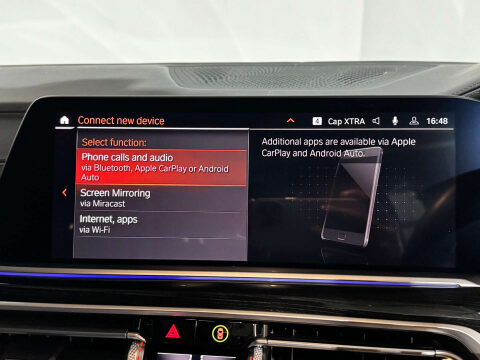 Connect new device
4 Cap XTRA 16:48
Select function:
Phone calls and audio
via Bluetooth, Apple CarPlay or Android
Auto
Screen Mirroring
via Miracast
Internet, apps
via Wi-Fi
Additional apps are available via Apple
CarPlay and Android Auto.